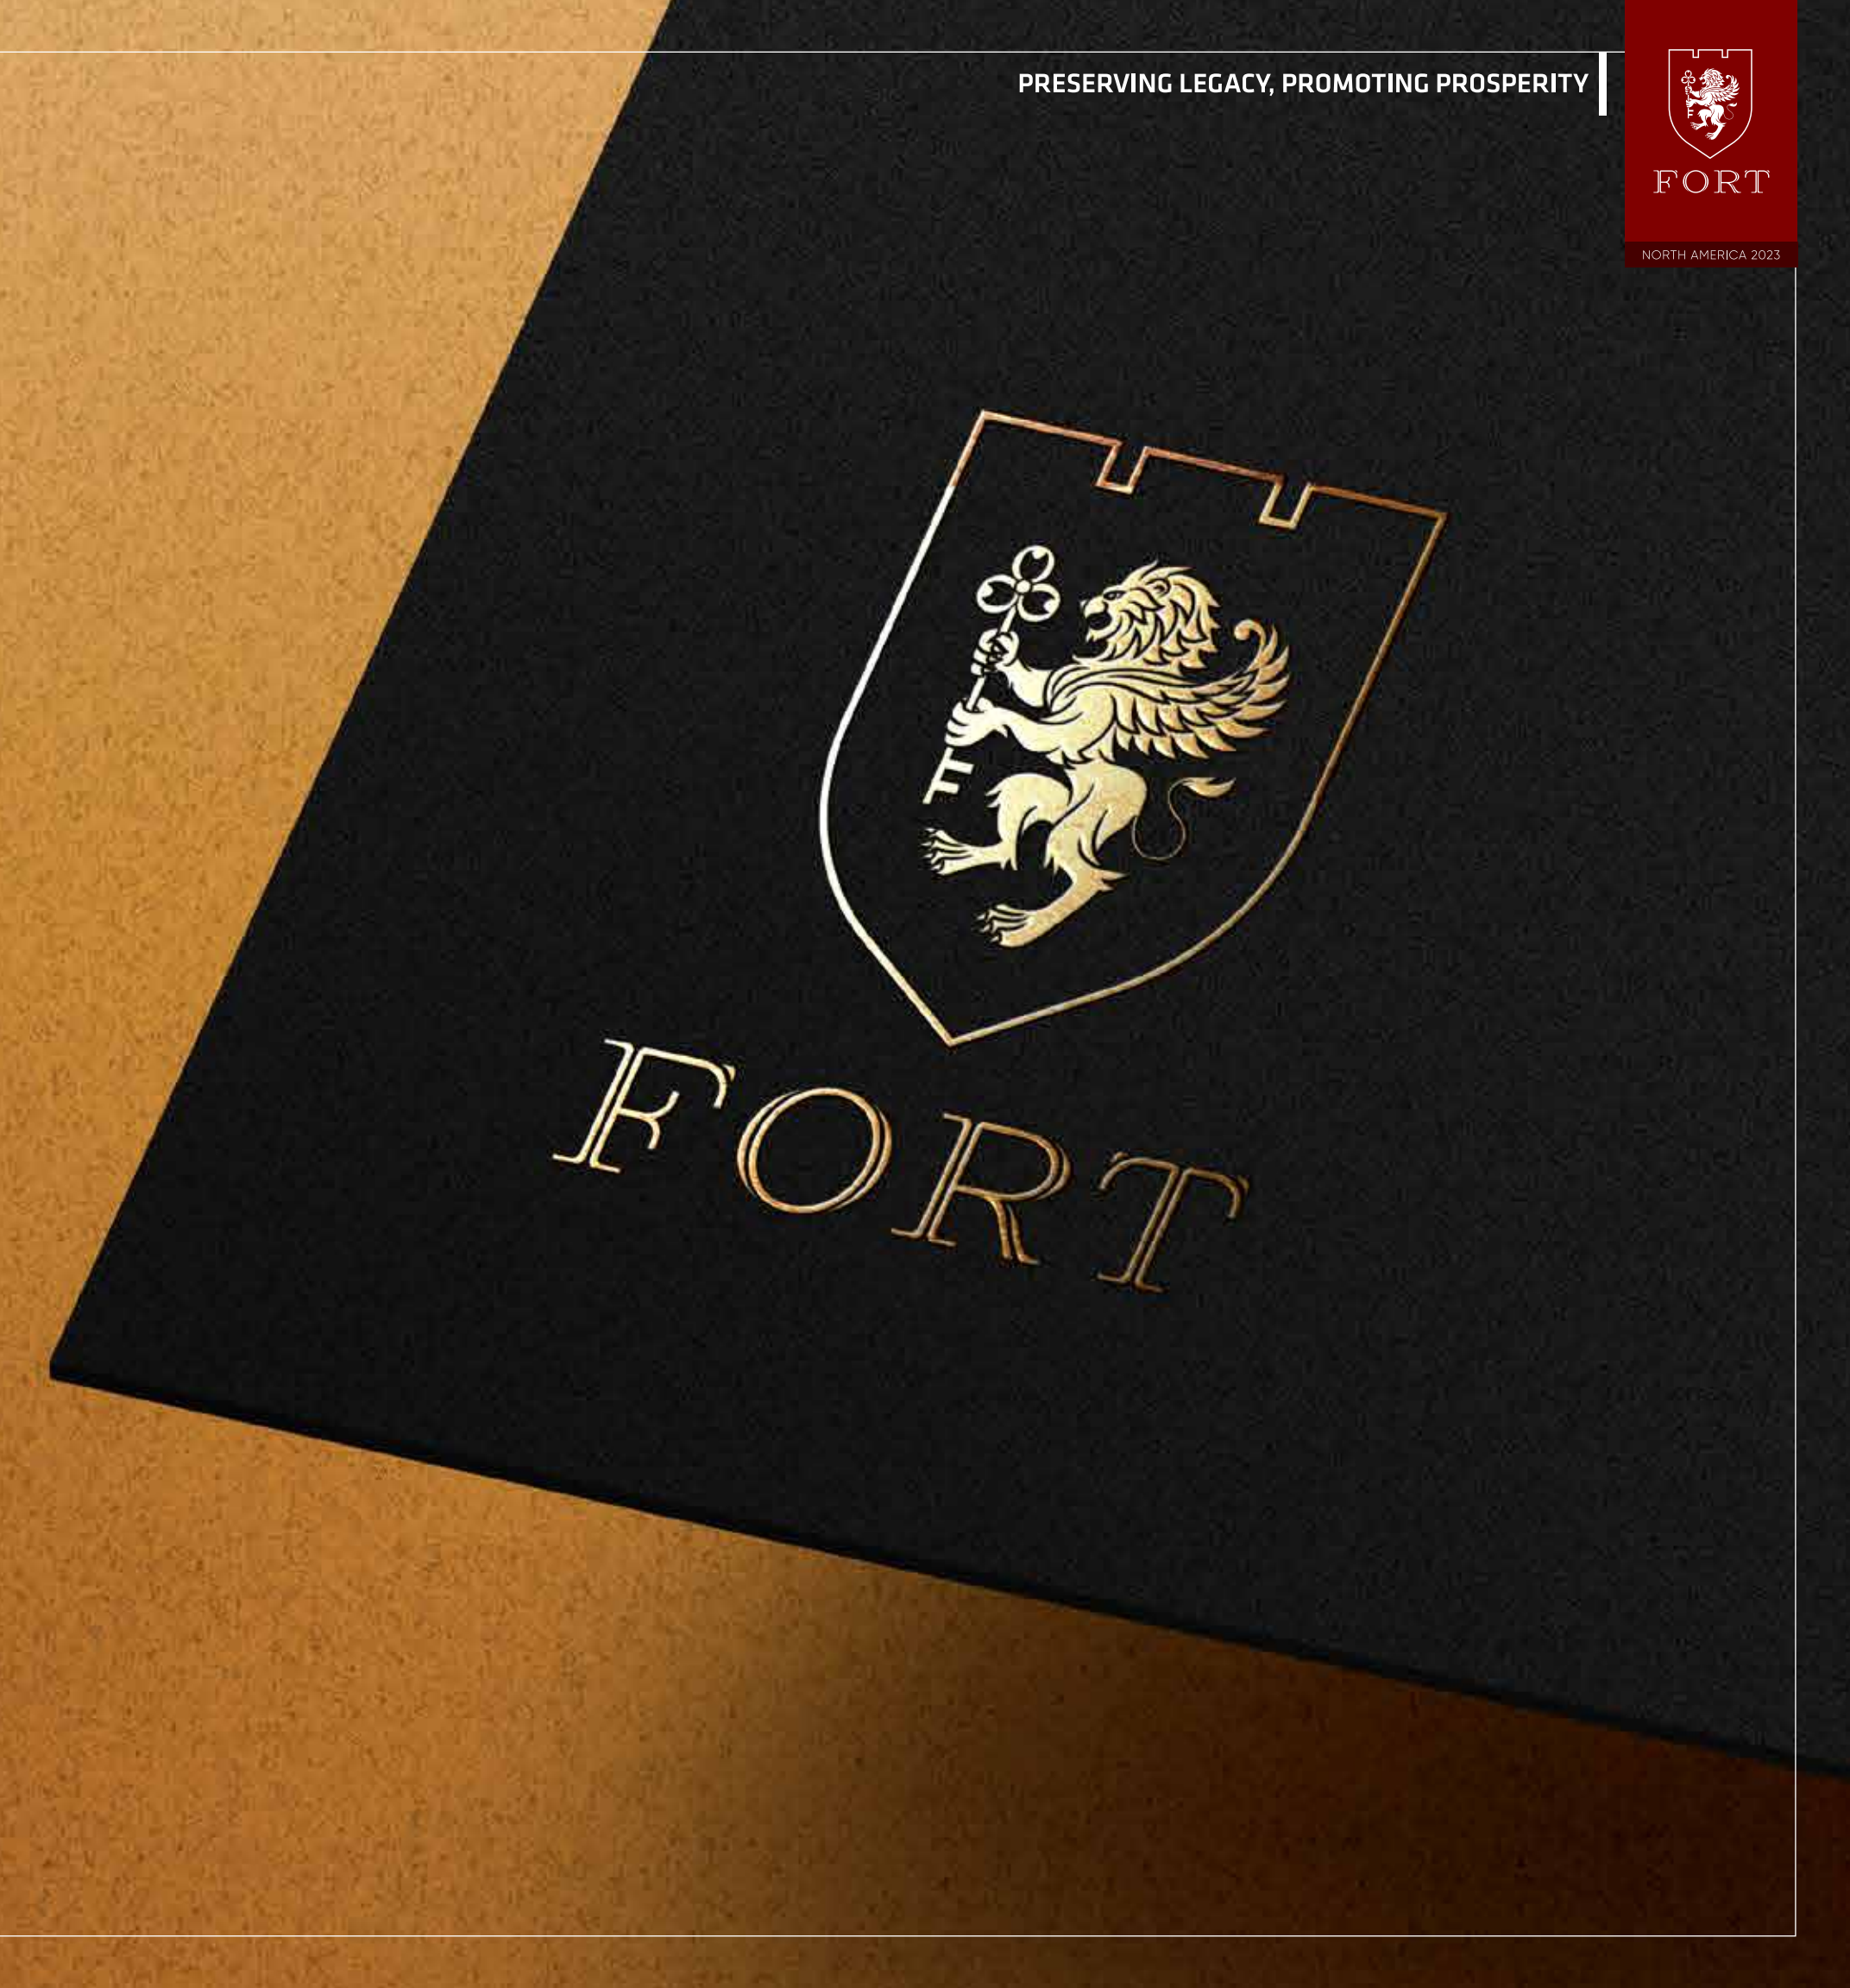 PRESERVING LEGACY, PROMOTING PROSPERITY
FORT
NORTH AMERICA 2023
FORT